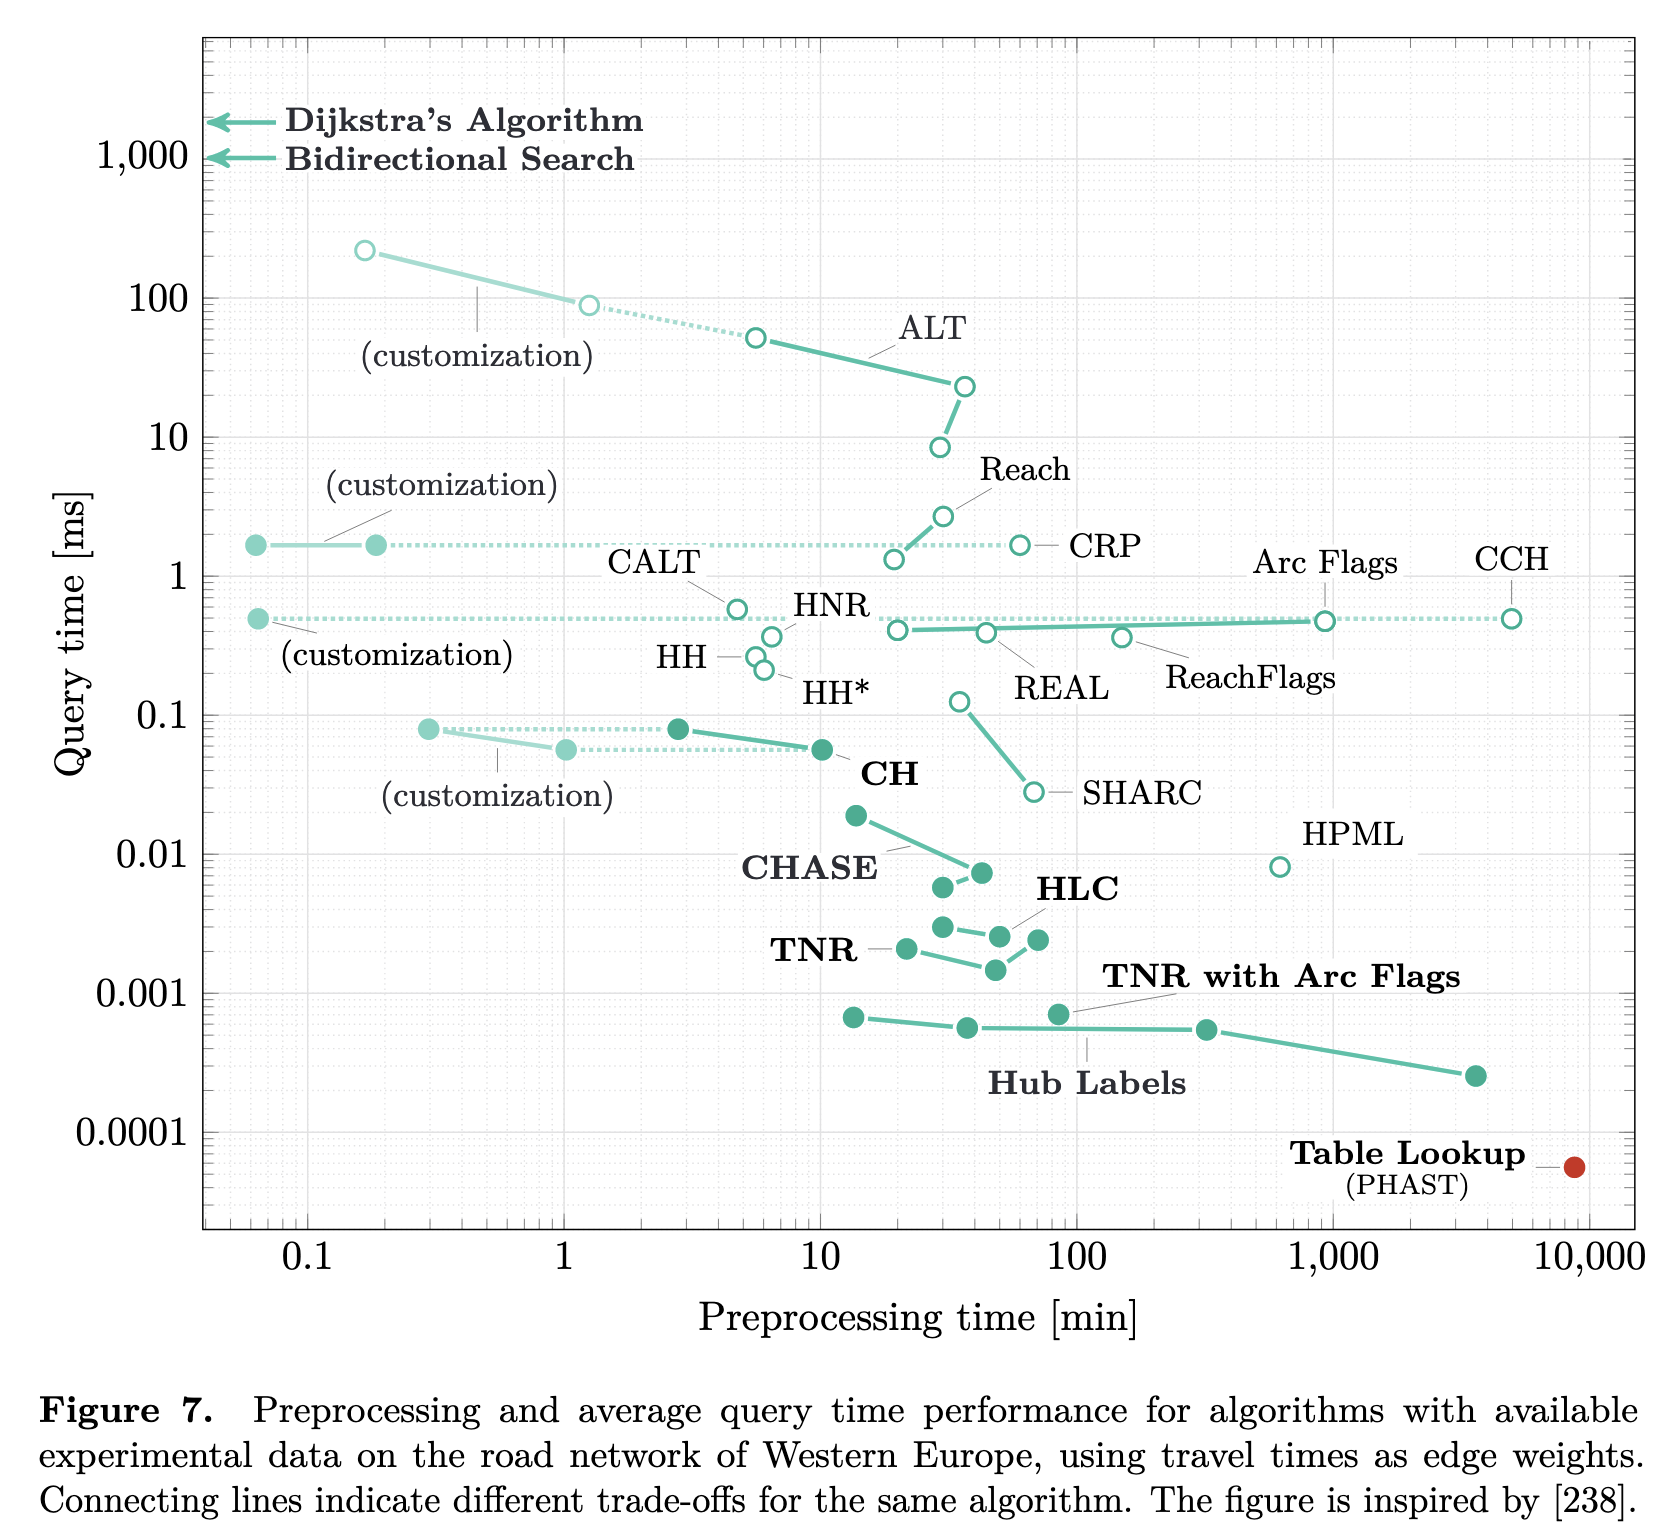 Dijkstra's Algorithm
1,000
Bidirectional Search
100
ALT
(customization)
10
Reach
(customization)
CRP
CALT
Arc Flags
CCH
1
HNR
(customization)
HH
ReachFlags
HH*
REAL
0.1
CH
(customization)
SHARC
HPML
0.01
CHASE
HLC
TNR
TNR with Arc Flags
0.001
Hub Labels
0.0001
Table Lookup
(PHAST)
Query time [ms]
0.1 1 10 100 1,000 10,000
Preprocessing time [min]
Figure 7. Preprocessing and average query time performance for algorithms with available
experimental data on the road network of Western Europe, using travel times as edge weights.
Connecting lines indicate different trade-offs for the same algorithm. The figure is inspired by [238].